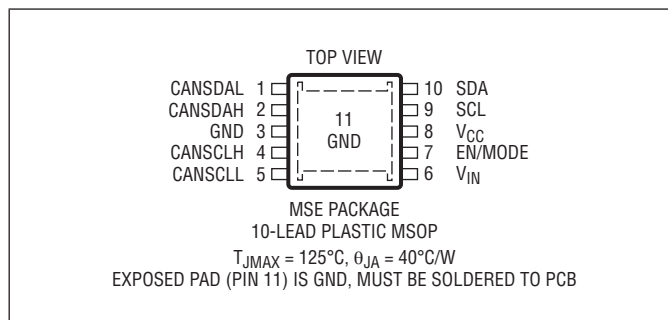 TOP VIEW
CANSDAL 1
CANSDAH 2
GND 3
CANSCLH 4
CANSCLL 5
11
GND
10 SDA
9 SCL
8 VCC
7 EN/MODE
6 VIN
MSE PACKAGE
10-LEAD PLASTIC MSOP
TJMAX = 125°C, θJA = 40°C/W
EXPOSED PAD (PIN 11) IS GND, MUST BE SOLDERED TO PCB